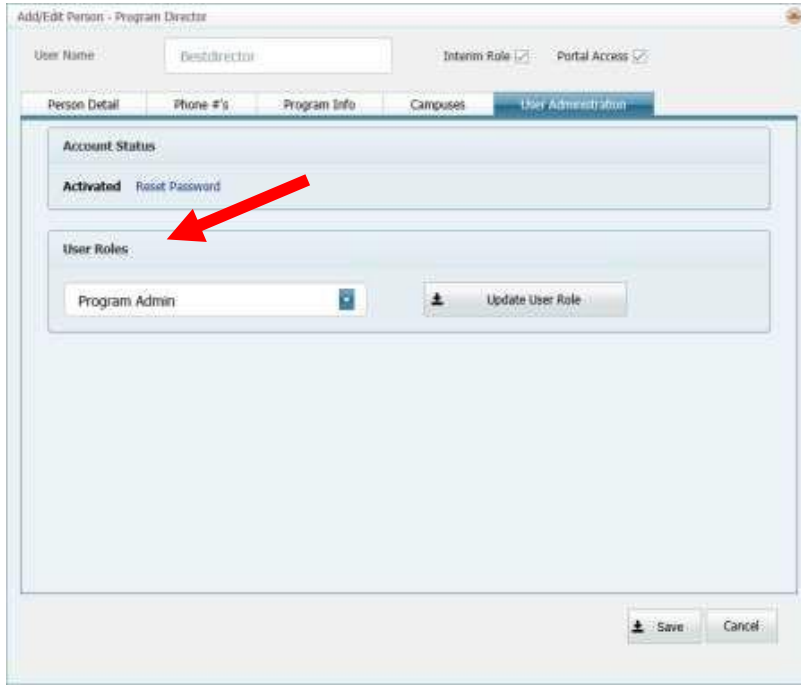 Add/Edit Person - Program Director
User Name Bestdirector Interim Role Portal Access
Person Detail Phone #'s Program Info Campuses User Administration
Account Status
Activated Reset Password
User Roles
Program Admin Update User Role
Save Cancel